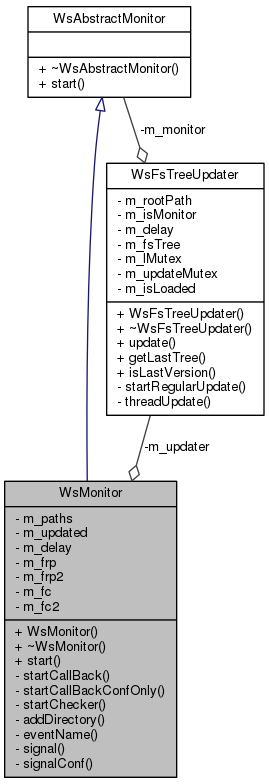 WsAbstractMonitor
+ ~WsAbstractMonitor()
+ start()
-m_monitor
WsFsTreeUpdater
- m_rootPath
- m_isMonitor
- m_delay
- m_fsTree
- m_lMutex
- m_updateMutex
- m_isLoaded
+ WsFsTreeUpdater()
+ ~WsFsTreeUpdater()
+ update()
+ getLastTree()
+ isLastVersion()
- startRegularUpdate()
- threadUpdate()
-m_updater
WsMonitor
- m_paths
- m_updated
- m_delay
- m_frp
- m_frp2
- m_fc
- m_fc2
+ WsMonitor()
+ ~WsMonitor()
+ start()
- startCallBack()
- startCallBackConfOnly()
- startChecker()
- addDirectory()
- eventName()
- signal()
- signalConf()